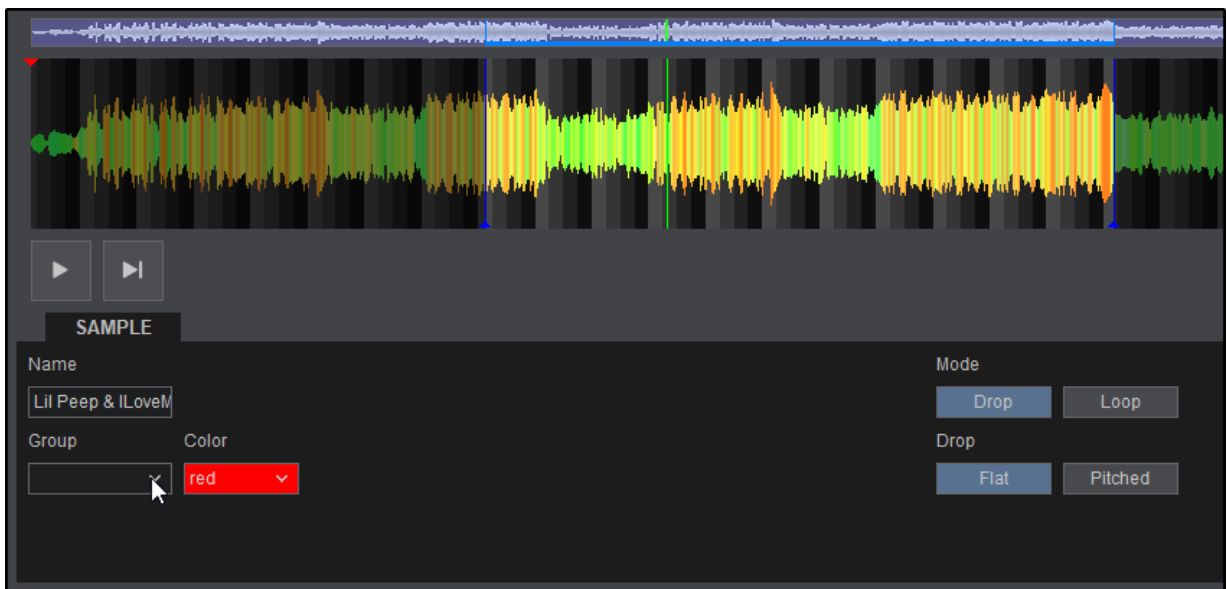 SAMPLE
Name
Mode
Lil Peep & ILoveM
Drop
Loop
Group
Color
Drop
red
Flat
Pitched